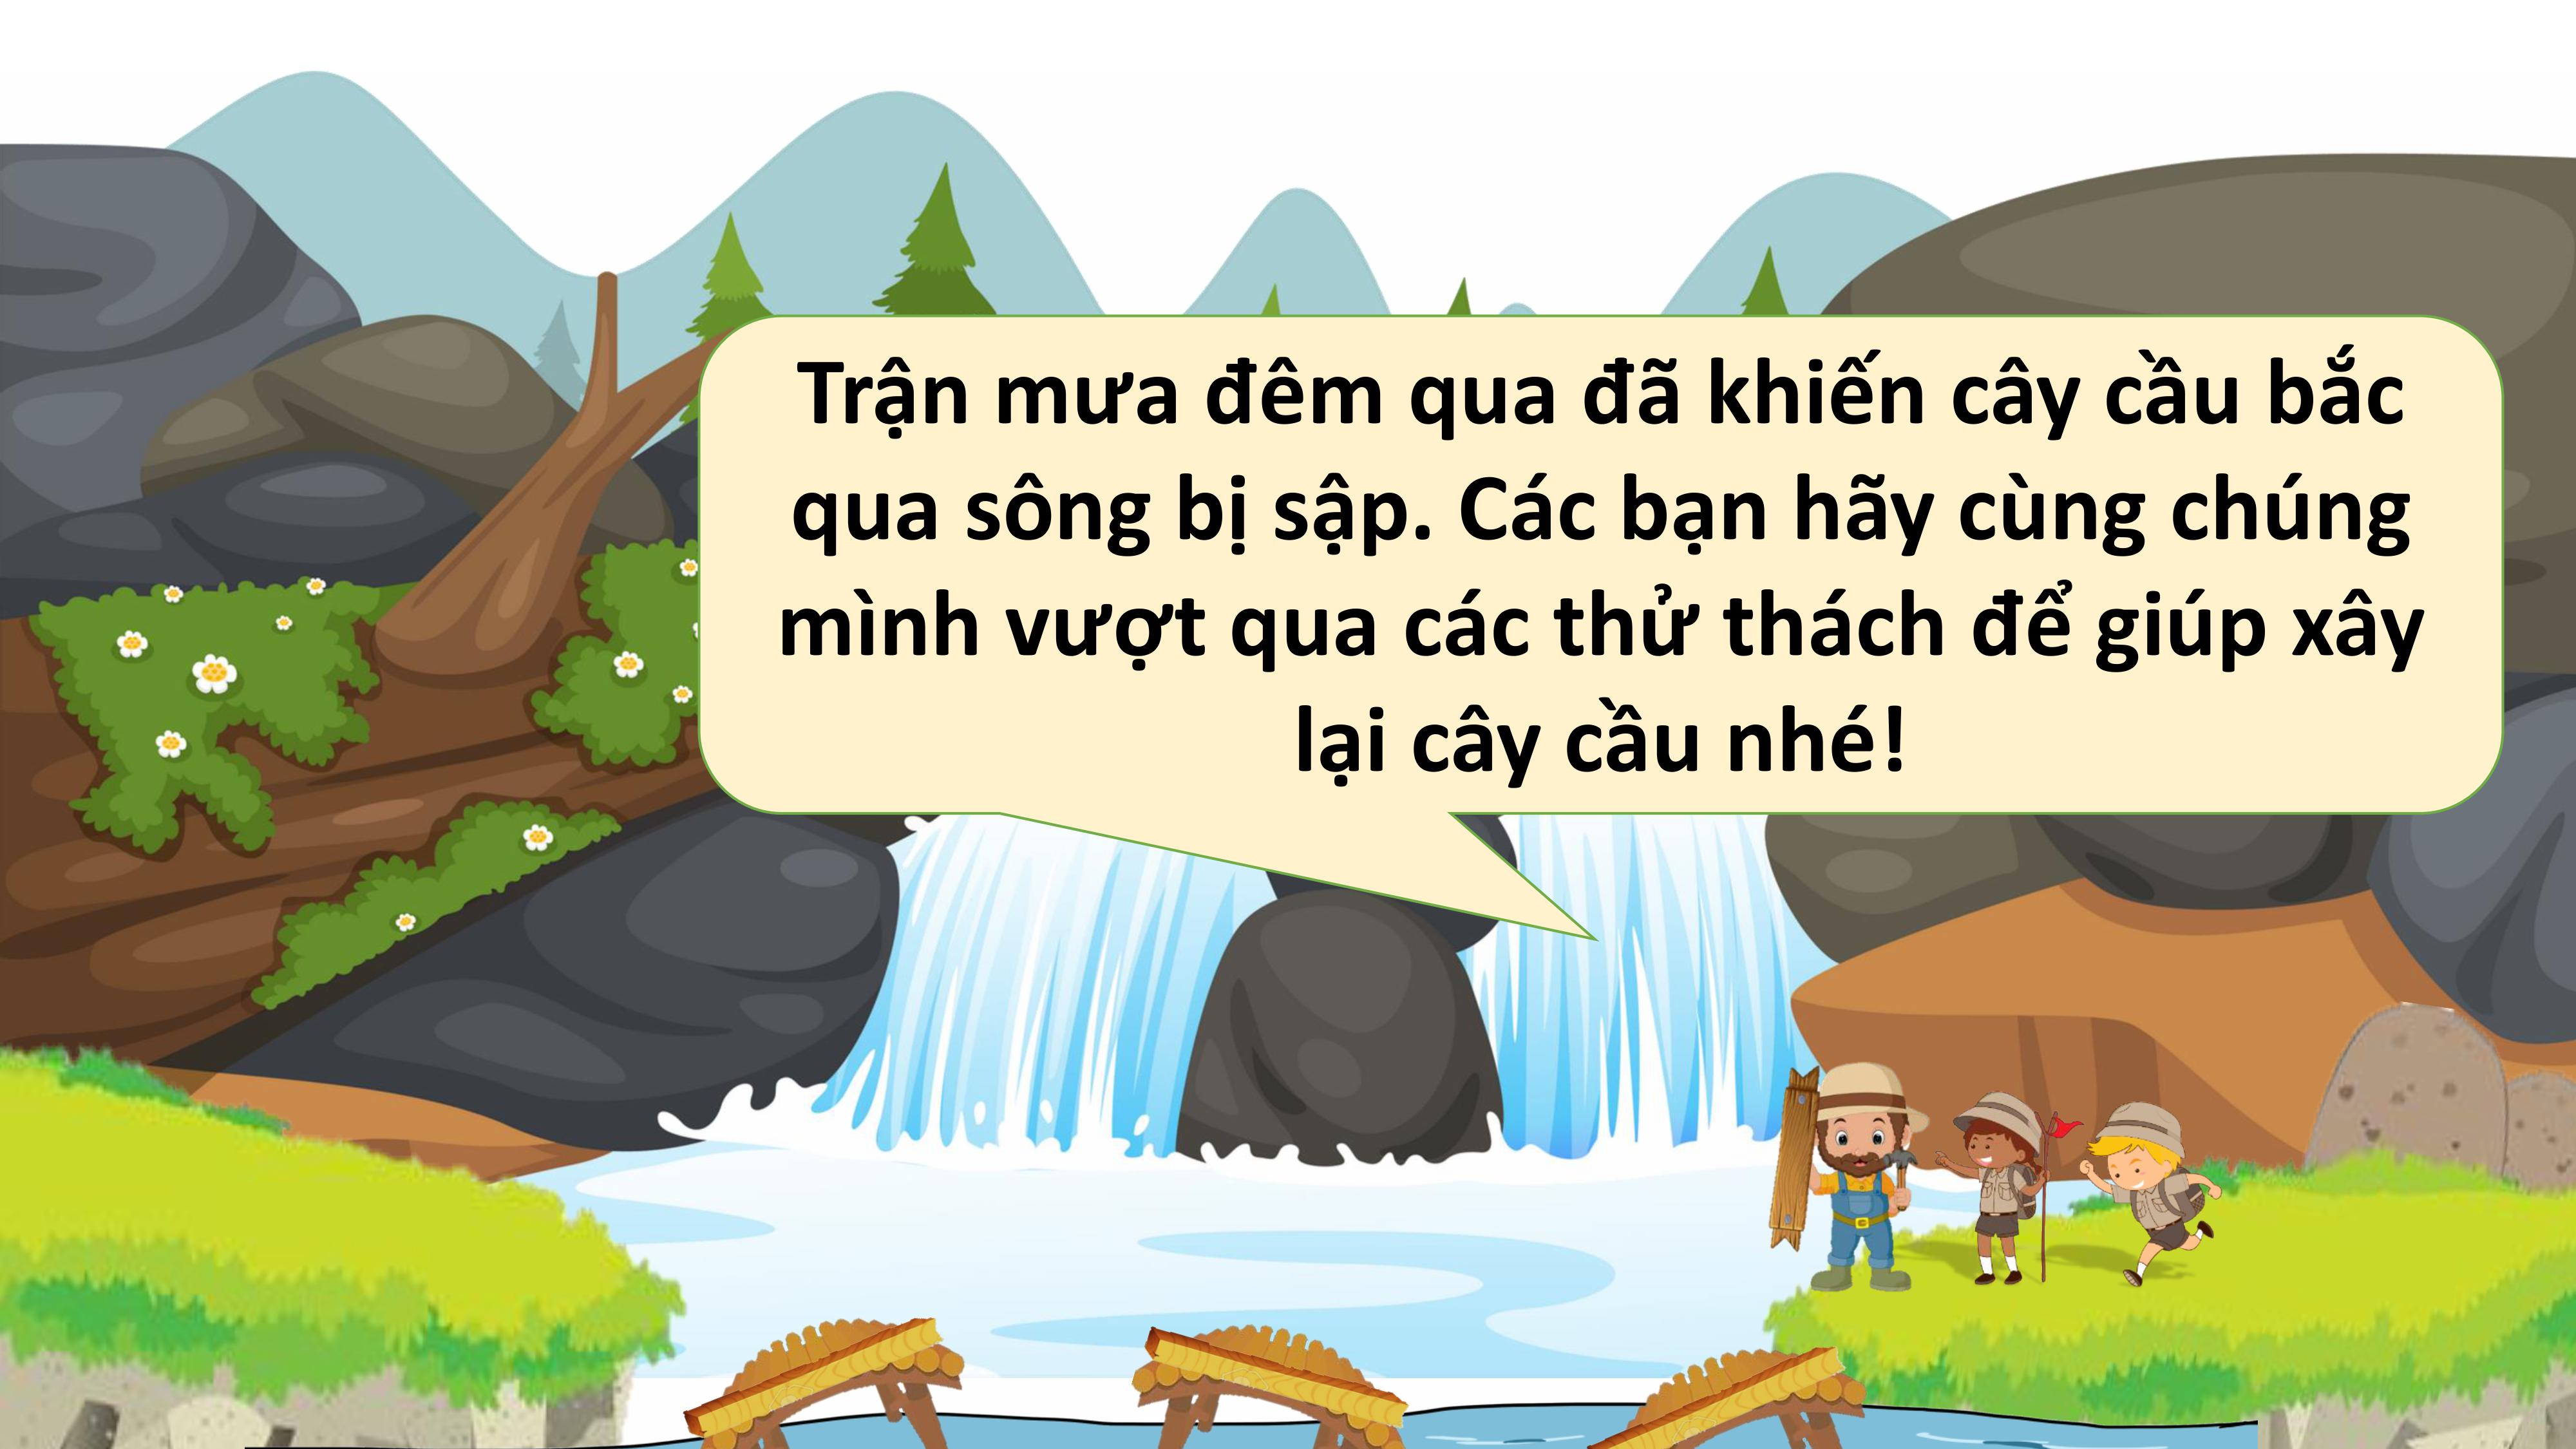 Trận mưa đêm qua đã khiến cây cầu bắc
qua sông bị sập. Các bạn hãy cùng chúng
mình vượt qua các thử thách để giúp xây
lại cây cầu nhé!